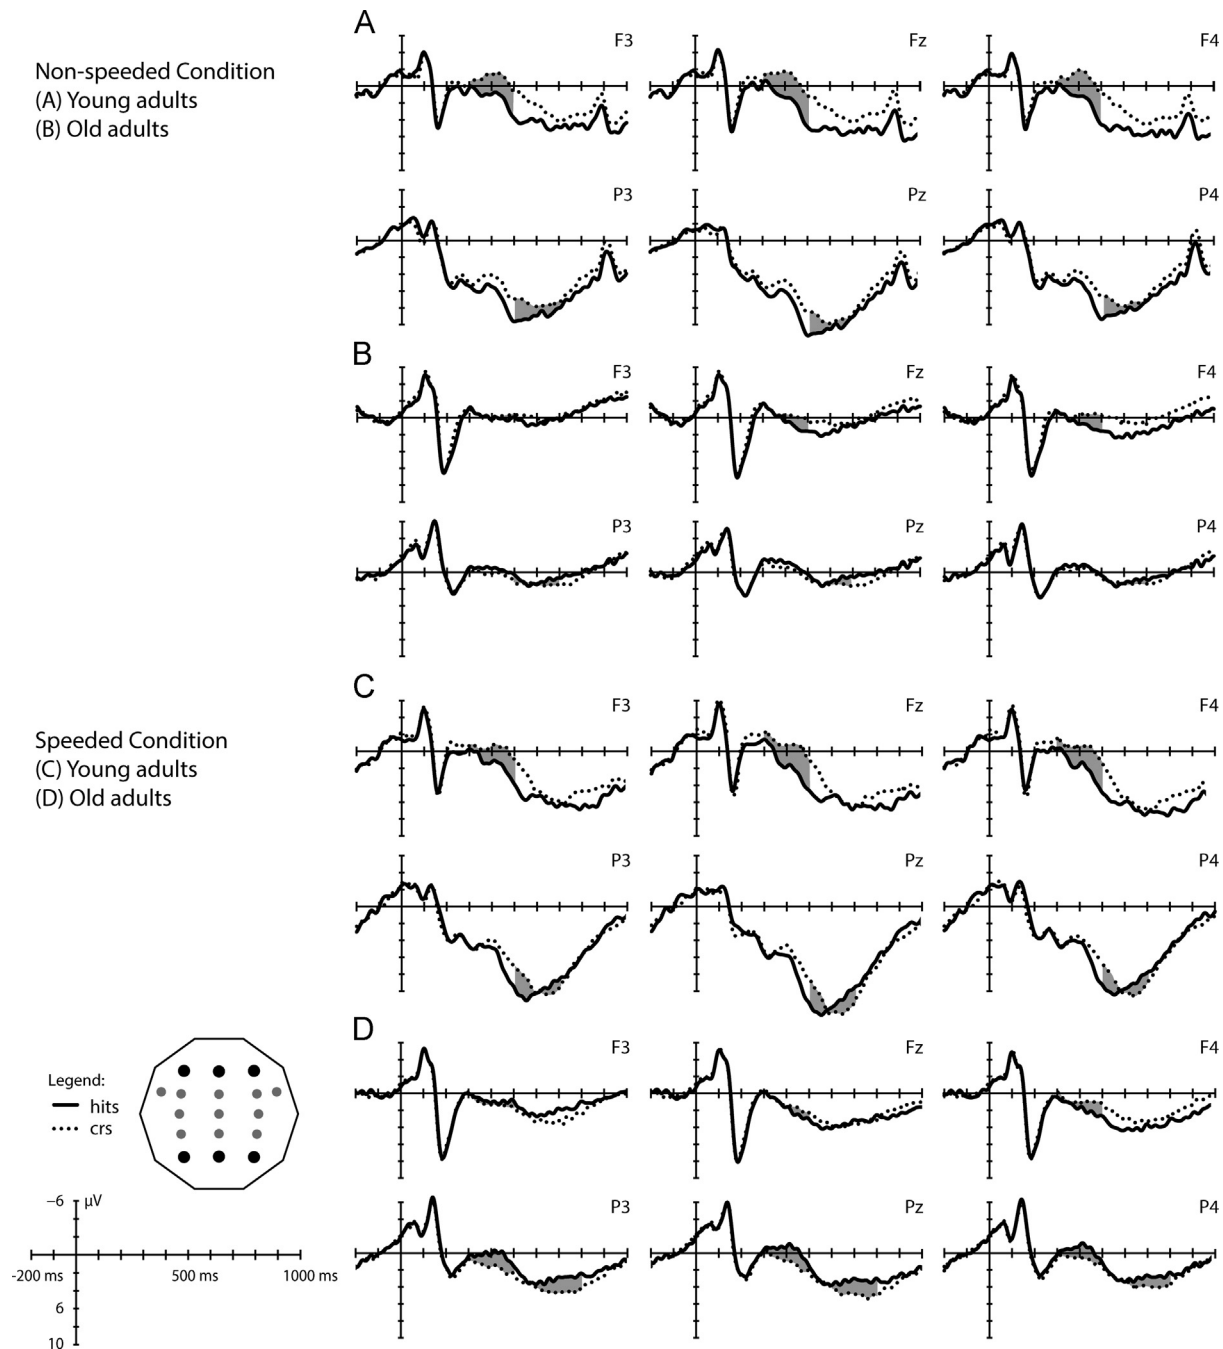 A
F3
Fz
F4
Non-speeded Condition
(A) Young adults
(B) Old adults
P3
Pz
P4
B
F3
Fz
F4
P3
Pz
P4
C
F3
Fz
F4
Speeded Condition
(C) Young adults
(D) Old adults
P3
Pz
P4
D
F3
Fz
F4
Legend:
hits
crs
P3
Pz
P4
−6 μV
-200 ms 500 ms 1000 ms
6
10